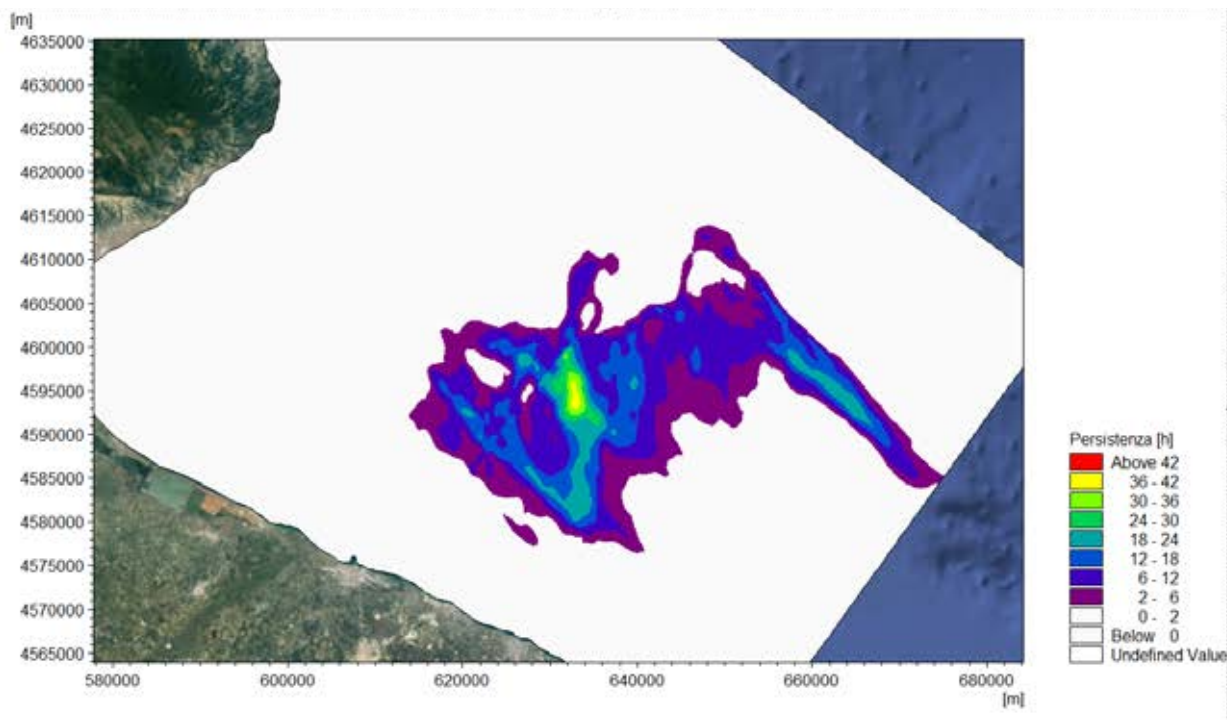 [m]
4635000
4630000
4625000
4620000
4615000
4610000
4605000
4600000
4595000
4590000
4585000
4580000
4575000
4570000
4565000
580000 600000 620000 640000 660000 680000
[m]
Persistenza [h]
Above 42
36 - 42
30 - 36
24 - 30
18 - 24
12 - 18
6 - 12
2 - 6
0 - 2
Below 0
Undefined Value